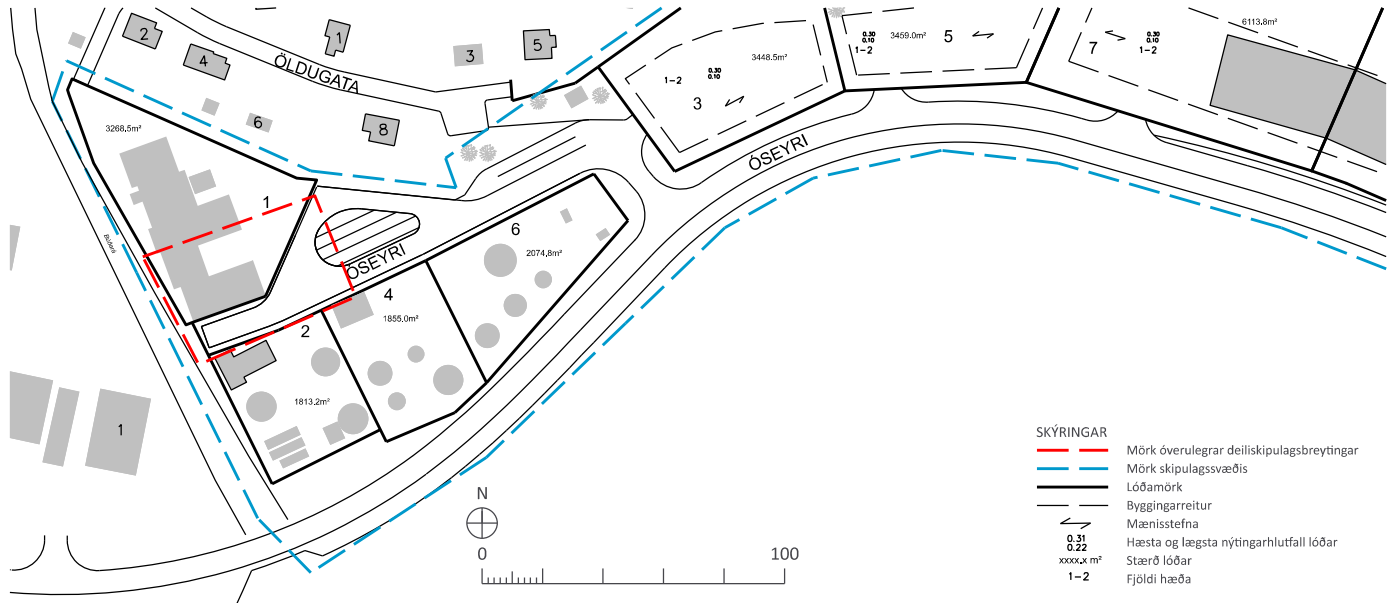 2
4
1
3
5
ÖLDUGATA
6
8
3268.5m²
1
ÓSEYRI
1-2
0.30
0.10
3448.5m²
3
ÓSEYRI
0.30
0.10
1-2
3459.0m²
5
7
0.30
0.10
1-2
6113.8m²
6
2074,8m²
4
1855.0m²
2
1813.2m²
1
N
0
100
SKÝRINGAR
Mörk óverulegrar deiliskipulagsbreytingar
Mörk skipulagssvæðis
Lóðamörk
Byggingarreitur
Mænisstefna
0.31
0.22
Hæsta og lægsta nýtingarhlutfall lóðar
xxxx.x m² Stærð lóðar
1-2 Fjöldi hæða